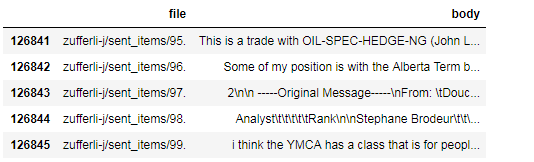 file body
126841 zufferli-j/sent_items/95. This is a trade with OIL-SPEC-HEDGE-NG (John L...
126842 zufferli-j/sent_items/96. Some of my position is with the Alberta Term b...
126843 zufferli-j/sent_items/97. 2\n\n -----Original Message-----\nFrom: \tDouc...
126844 zufferli-j/sent_items/98. Analyst\t\t\t\t\tRank\n\nStephane Brodeur\t\t\...
126845 zufferli-j/sent_items/99. i think the YMCA has a class that is for peopl...